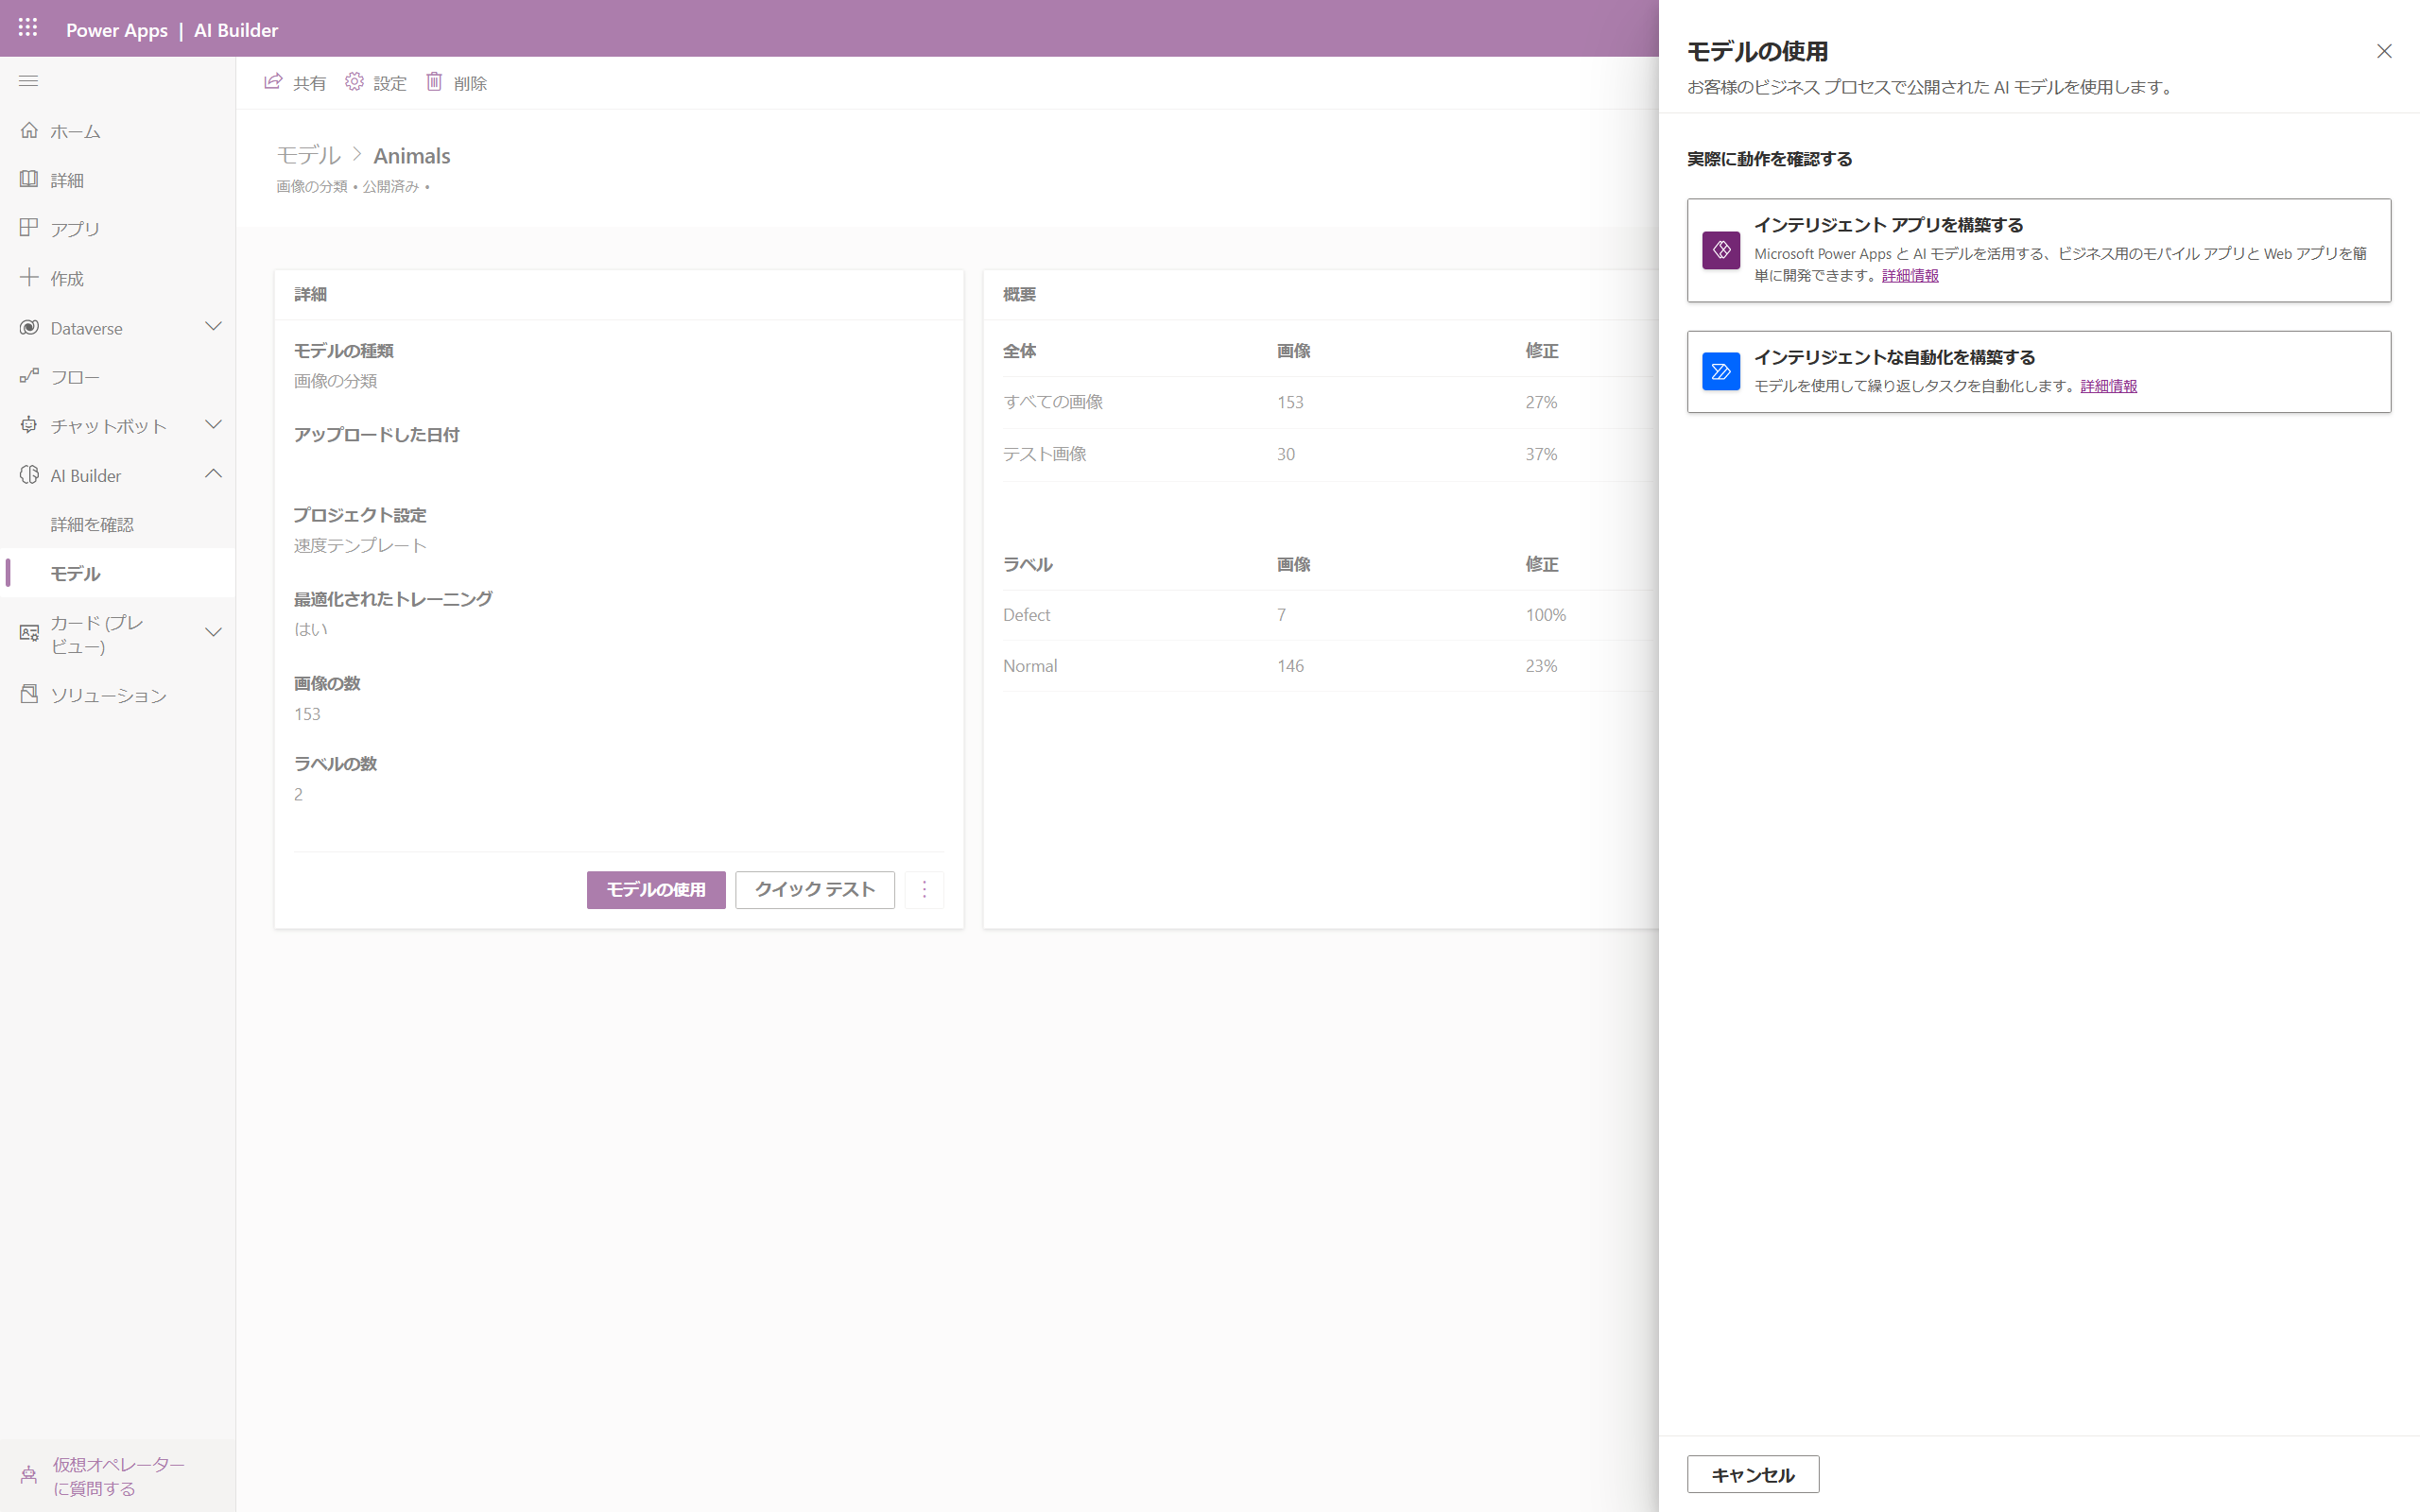 Power Apps | AI Builder
ホーム
詳細
アプリ
作成
Dataverse
フロー
チャットボット
AI Builder
詳細を確認
モデル
カード (プレ
ビュー)
ソリューション
仮想オペレーター
に質問する
共有 設定 削除
モデル > Animals
画像の分類 • 公開済み •
詳細
モデルの種類
画像の分類
アップロードした日付
プロジェクト設定
速度テンプレート
最適化されたトレーニング
はい
画像の数
153
ラベルの数
2
モデルの使用 クイック テスト
概要
全体 画像 修正
すべての画像 153 27%
テスト画像 30 37%
ラベル 画像 修正
Defect 7 100%
Normal 146 23%
モデルの使用
お客様のビジネス プロセスで公開された AI モデルを使用します。
実際に動作を確認する
インテリジェント アプリを構築する
Microsoft Power Apps と AI モデルを活用する、ビジネス用のモバイル アプリと Web アプリを簡
単に開発できます。詳細情報
インテリジェントな自動化を構築する
モデルを使用して繰り返しタスクを自動化します。詳細情報
キャンセル